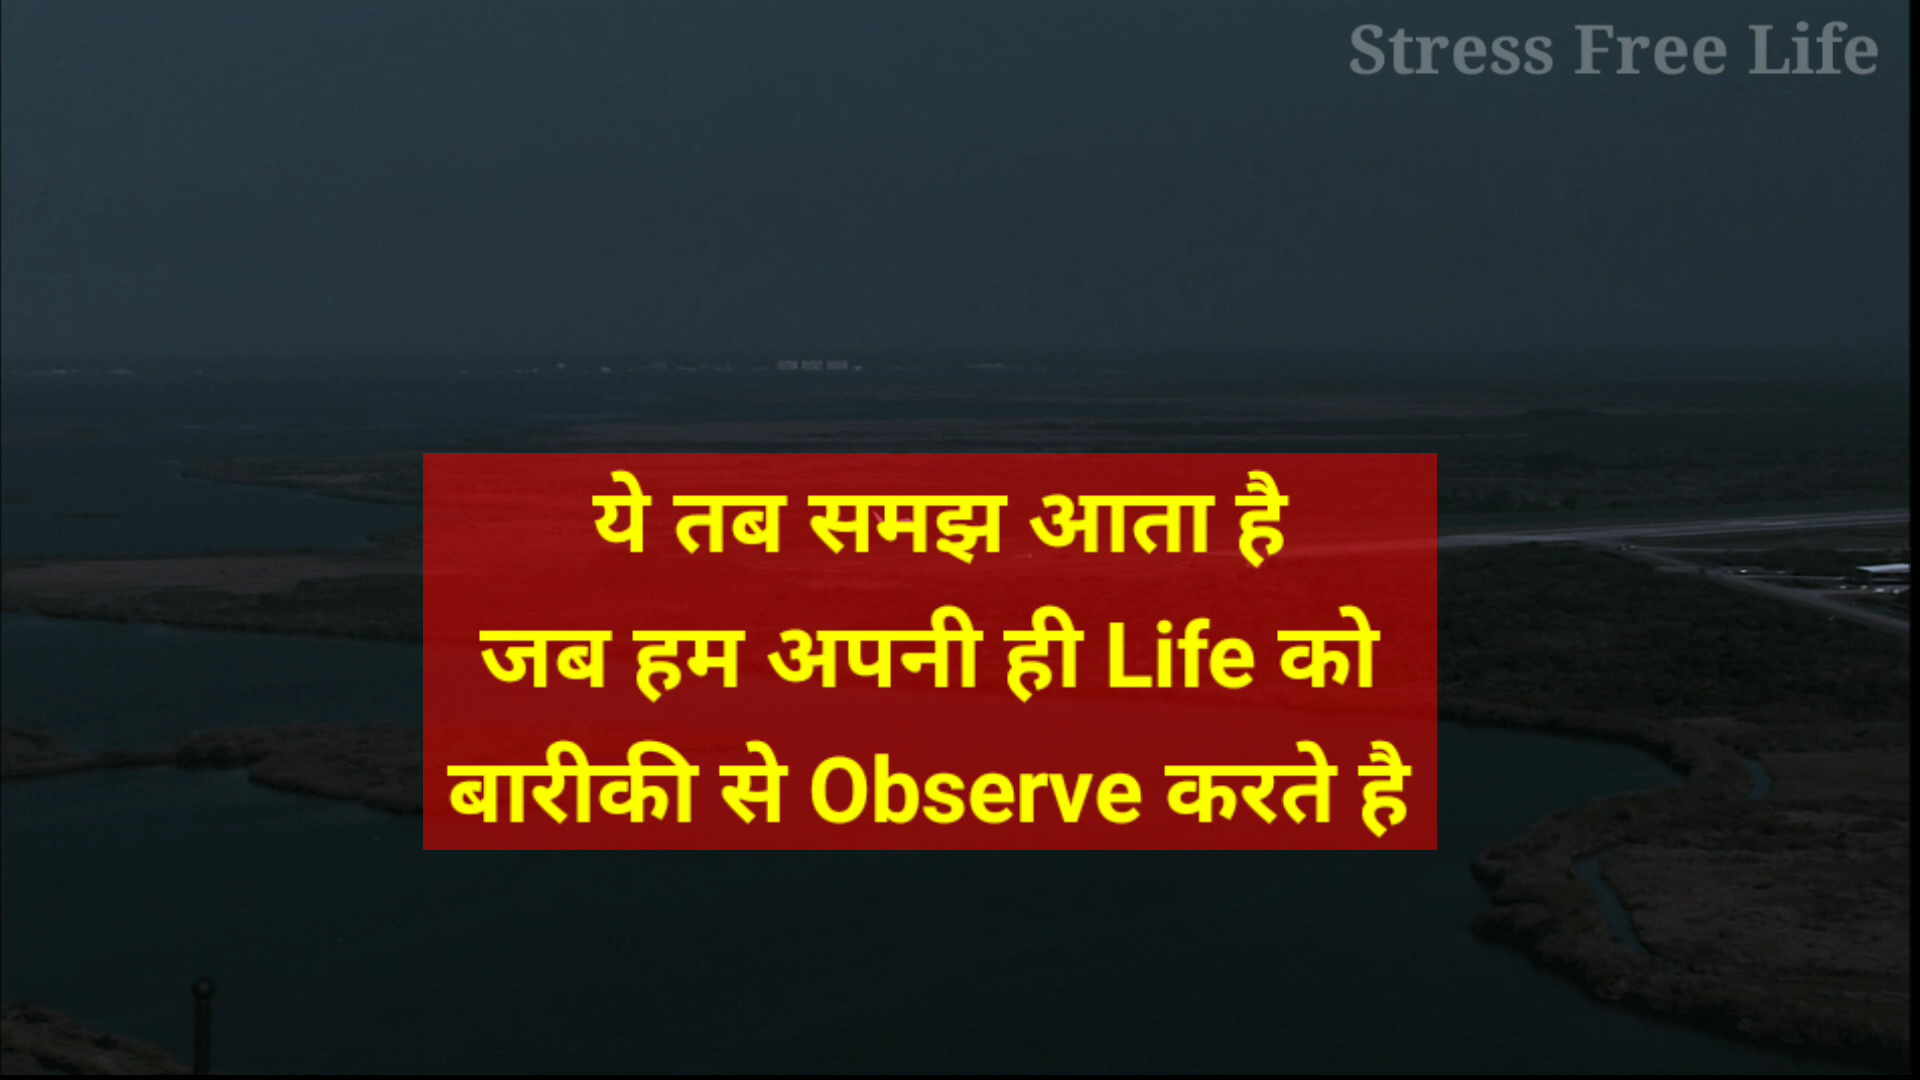 Stress Free Life
ये तब समझ आता है
जब हम अपनी ही Life को
बारीकी से Observe करते है